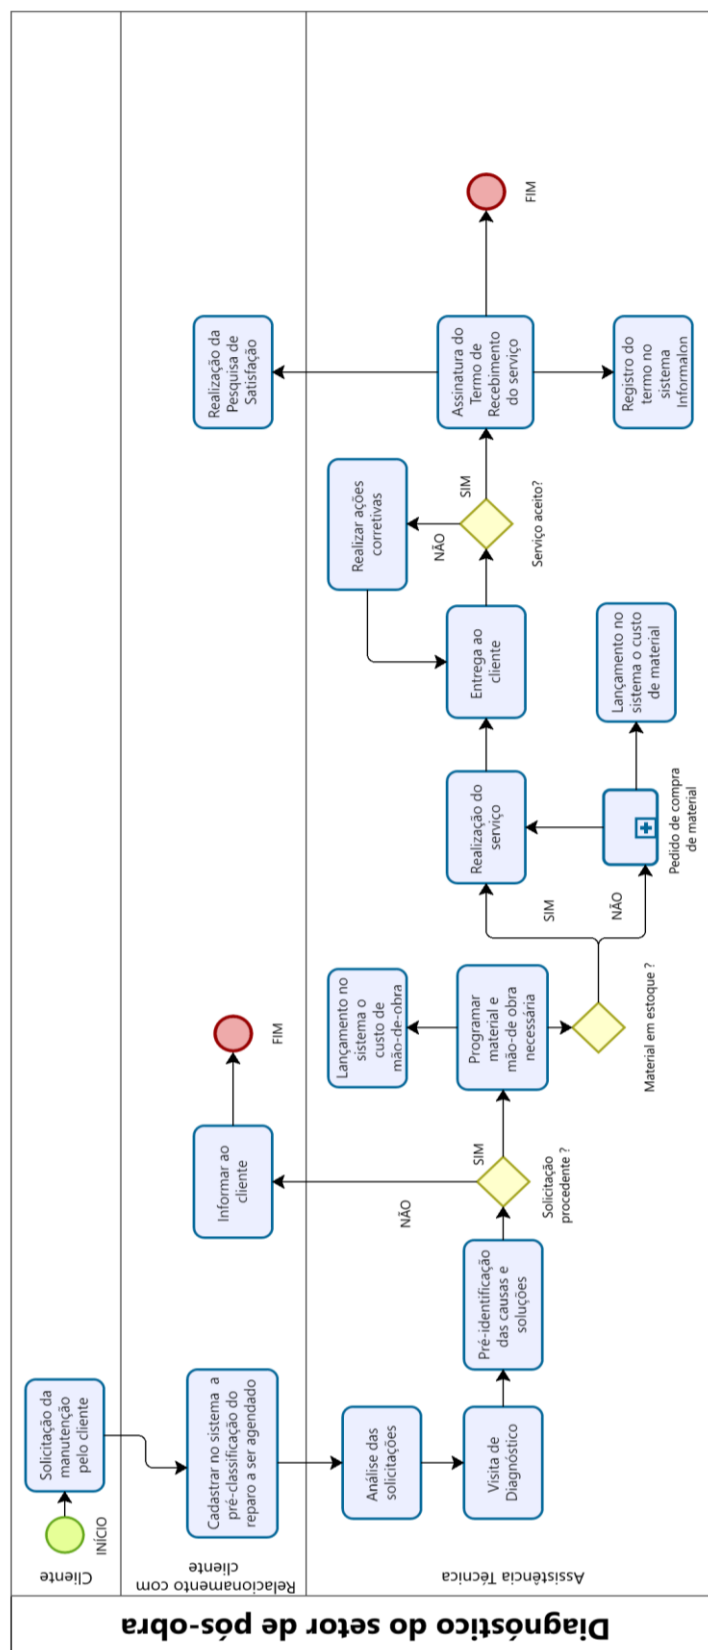 Diagnóstico do setor de pós-obra
Cliente
INÍCIO
Solicitação da
manutenção
pelo cliente
Relacionamento com
cliente
Cadastrar no sistema a
pré-classificação do
reparo a ser agendado
Informar ao
cliente
FIM
Realização da
Pesquisa de
Satisfação
Assistência Técnica
Análise das
solicitações
Visita de
Diagnóstico
Pré-identificação
das causas e
soluções
Solicitação
procedente ?
NÃO
SIM
Lançamento no
sistema o
custo de
mão-de-obra
Programar
material e
mão-de obra
necessária
Material em estoque ?
SIM
NÃO
Realização do
serviço
Pedido de compra
de material
Lançamento no
sistema o custo
de material
Entrega ao
cliente
Realizar ações
corretivas
NÃO
SIM
Serviço aceito?
Assinatura do
Termo de
Recebimento
do serviço
Registro do
termo no
sistema
Informalon
FIM